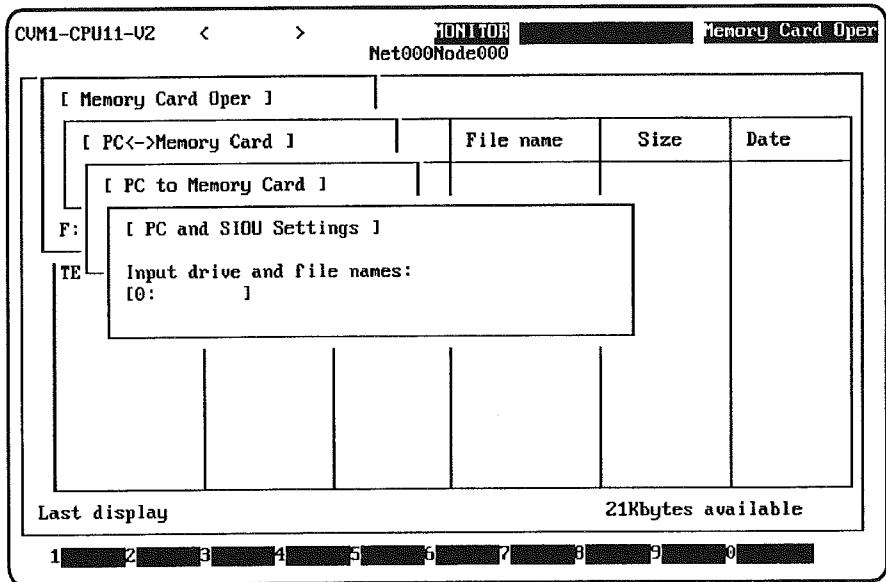 CVM1-CPU11-V2 < > MONITOR Memory Card Oper
Net000Node000
[ Memory Card Oper ]
[ PC<->Memory Card ] File name Size Date
[ PC to Memory Card ]
F: [ PC and SIOU Settings ]
TE Input drive and file names:
[0: ]
Last display 21Kbytes available
1 2 3 4 5 6 7 8 9 0